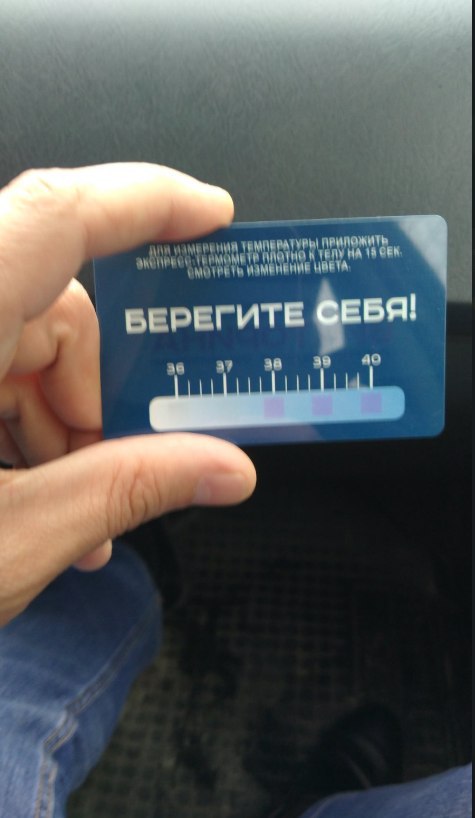 ДЛЯ ИЗМЕРЕНИЯ ТЕМПЕРАТУРЫ ПРИЛОЖИТЬ
ЭКСПРЕСС-ТЕРМОМЕТР ПЛОТНО К ТЕЛУ НА 15 СЕК.
СМОТРЕТЬ ИЗМЕНЕНИЕ ЦВЕТА.
БЕРЕГИТЕ СЕБЯ!
36 37 38 39 40